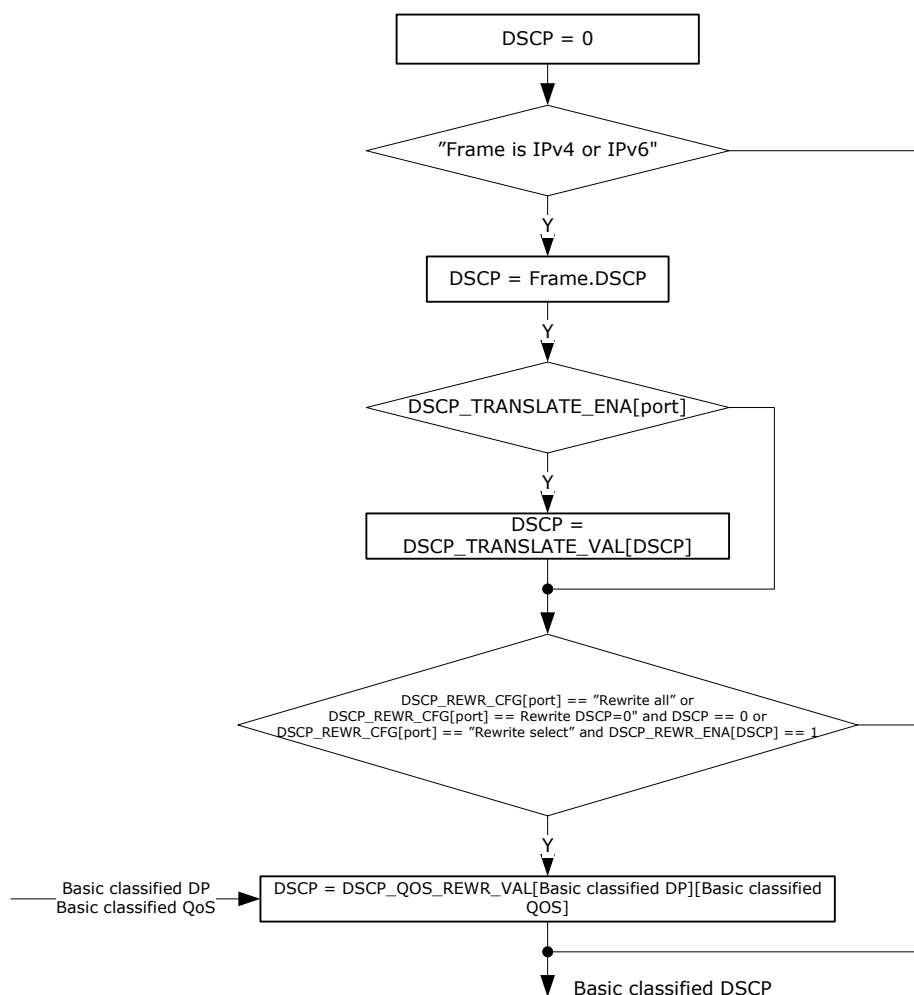 DSCP = 0
"Frame is IPv4 or IPv6"
Y
DSCP = Frame.DSCP
Y
DSCP_TRANSLATE_ENA[port]
Y
DSCP =
DSCP_TRANSLATE_VAL[DSCP]
DSCP_REWR_CFG[port] == "Rewrite all" or
DSCP_REWR_CFG[port] == Rewrite DSCP=0" and DSCP == 0 or
DSCP_REWR_CFG[port] == "Rewrite select" and DSCP_REWR_ENA[DSCP] == 1
Y
Basic classified DP
Basic classified QoS
DSCP = DSCP_QOS_REWR_VAL[Basic classified DP][Basic classified
QOS]
Basic classified DSCP